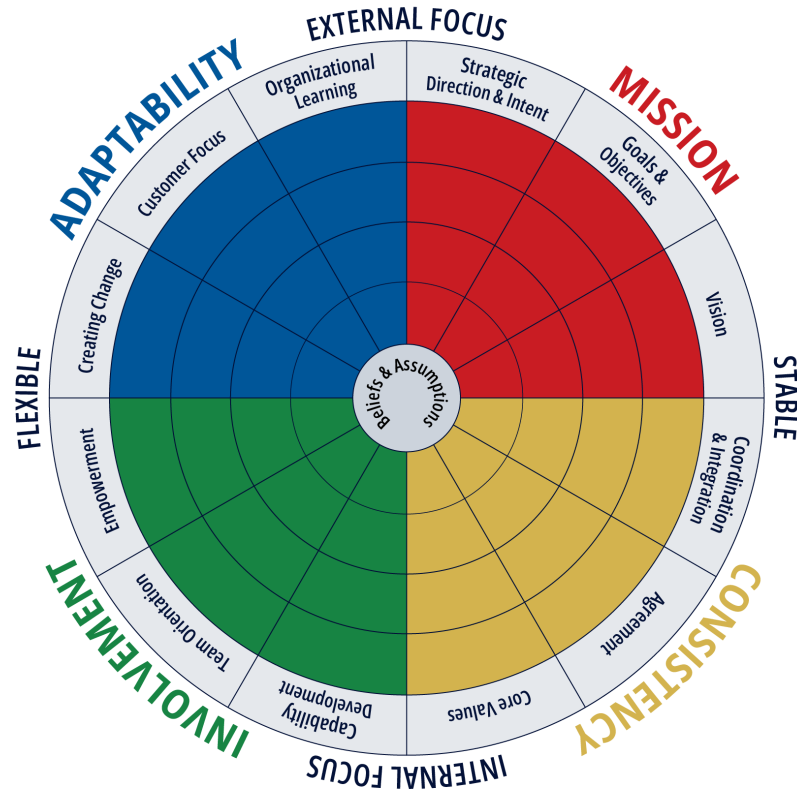 EXTERNAL FOCUS
ADAPTABILITY
MISSION
Organizational
Learning
Strategic
Direction & Intent
Customer Focus
Goals &
Objectives
Creating Change
Vision
FLEXIBLE
Beliefs & Assumptions
STABLE
Empowerment
Coordination
& Integration
Team Orientation
Agreement
Capability
Development
Core Values
INVOLVEMENT
CONSISTENCY
INTERNAL FOCUS